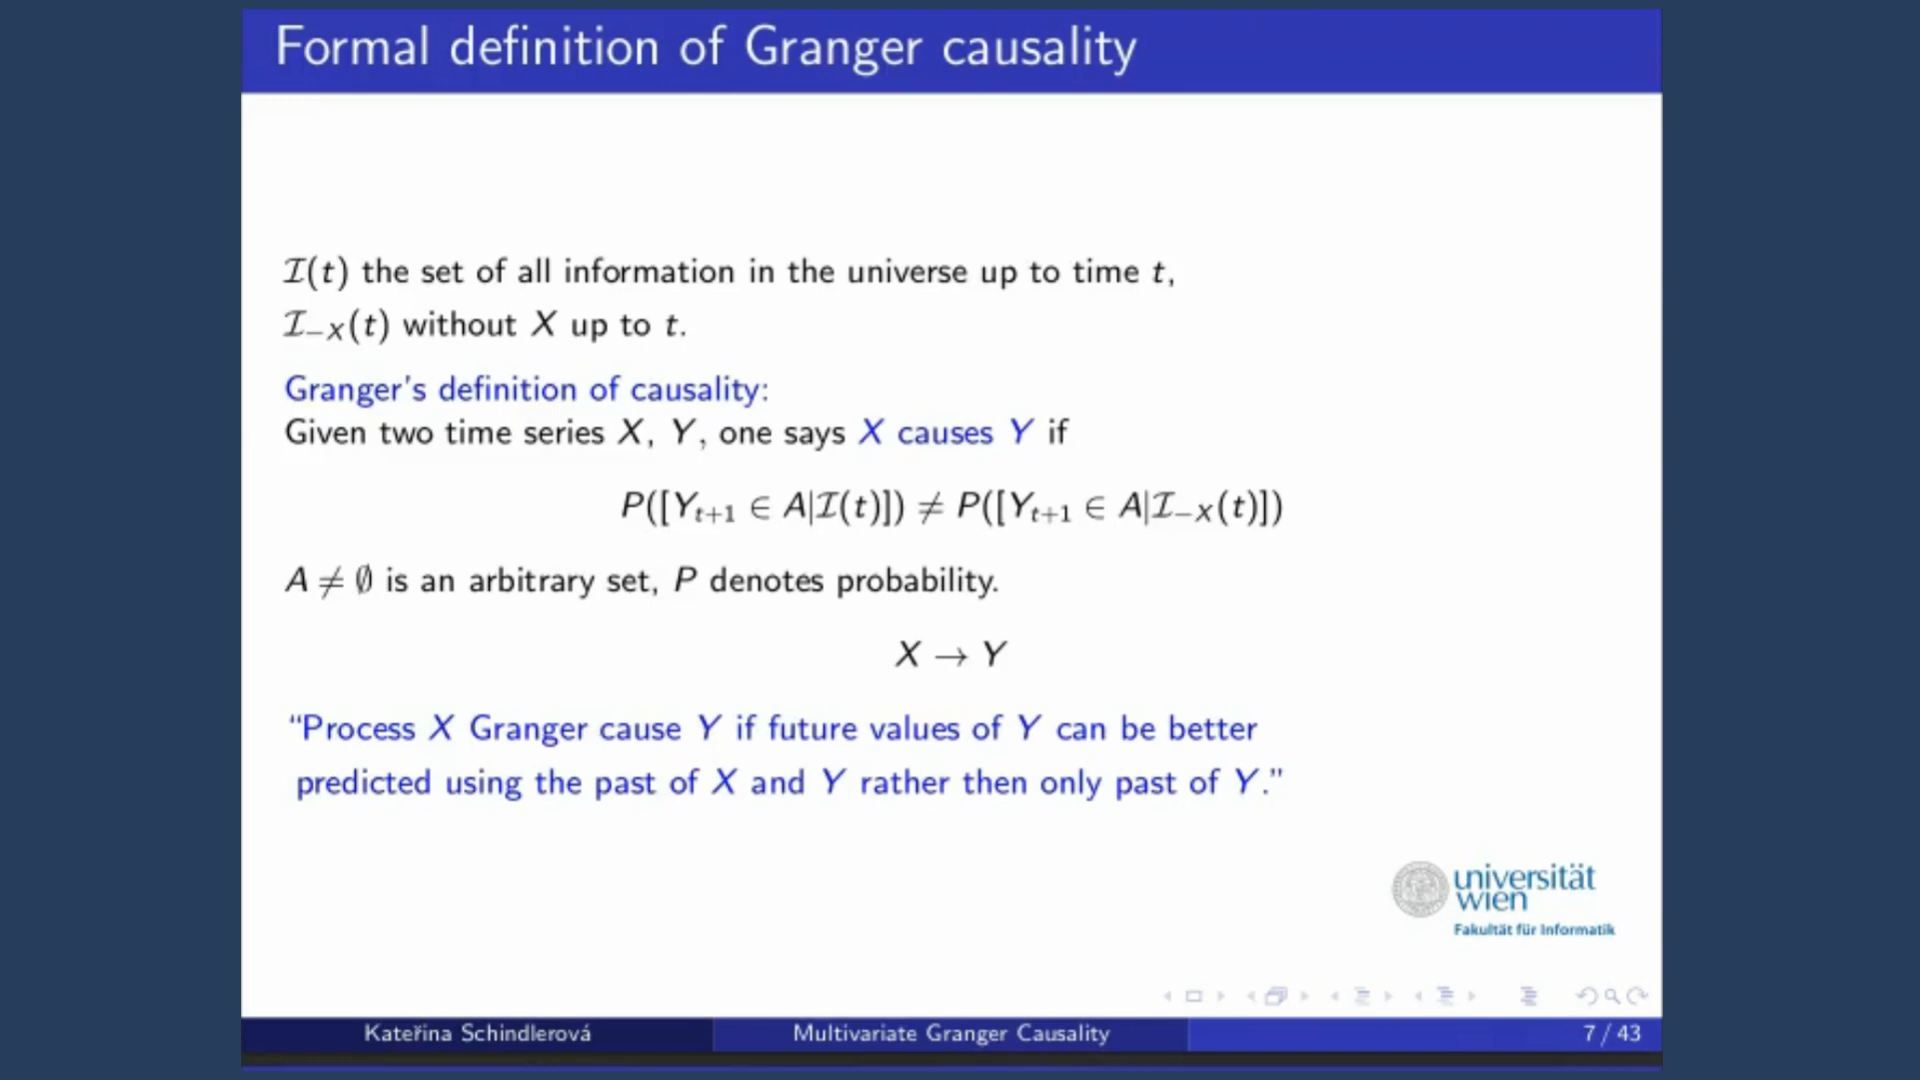 Formal definition of Granger causality
ℐ(t) the set of all information in the universe up to time t,
ℐ₋X(t) without X up to t.
Granger's definition of causality:
Given two time series X, Y, one says X causes Y if
P([Yₜ₊₁ ∈ A|ℐ(t)]) ≠ P([Yₜ₊₁ ∈ A|ℐ₋X(t)])
A ≠ ∅ is an arbitrary set, P denotes probability.
X → Y
“Process X Granger cause Y if future values of Y can be better
predicted using the past of X and Y rather then only past of Y.”
universität
wien
Fakultät für Informatik
Kateřina Schindlerová
Multivariate Granger Causality
7 / 43